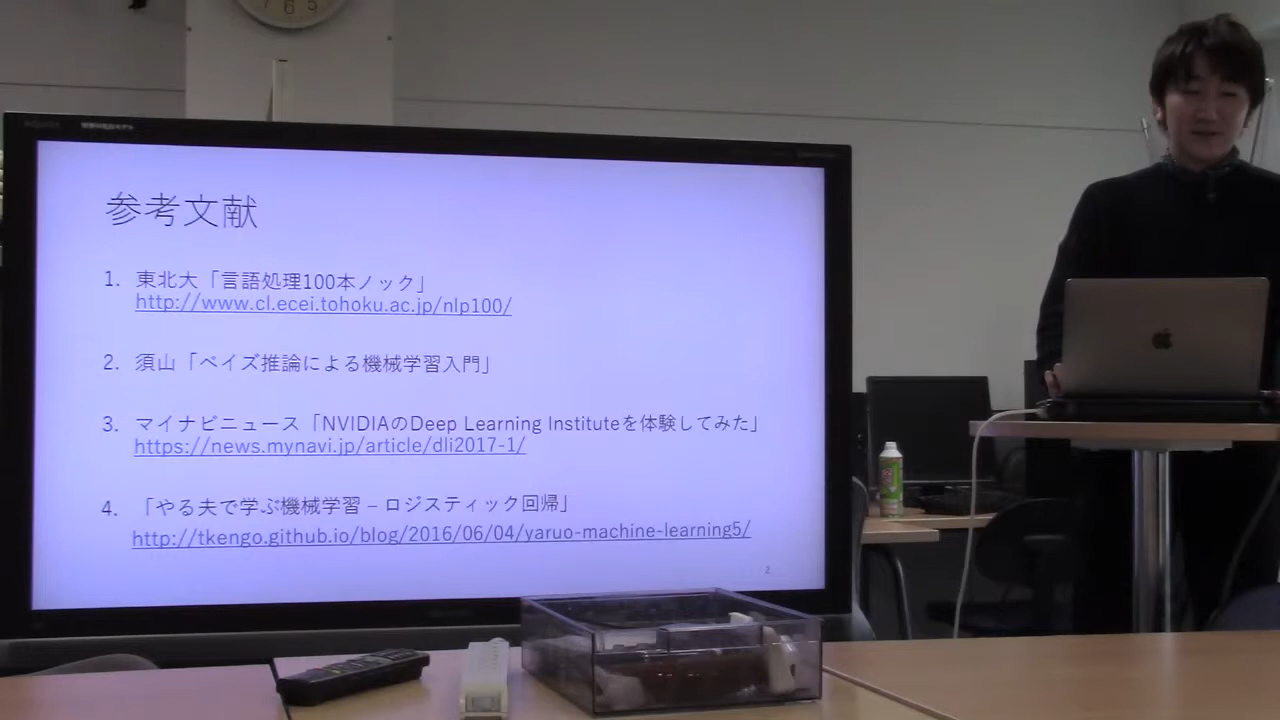 7 6 5
参考文献
1. 東北大「言語処理100本ノック」
http://www.cl.ecei.tohoku.ac.jp/nlp100/
2. 須山「ベイズ推論による機械学習入門」
3. マイナビニュース「NVIDIAのDeep Learning Instituteを体験してみた」
https://news.mynavi.jp/article/dli2017-1/
4. 「やる夫で学ぶ機械学習 – ロジスティック回帰」
http://tkengo.github.io/blog/2016/06/04/yaruo-machine-learning5/
2